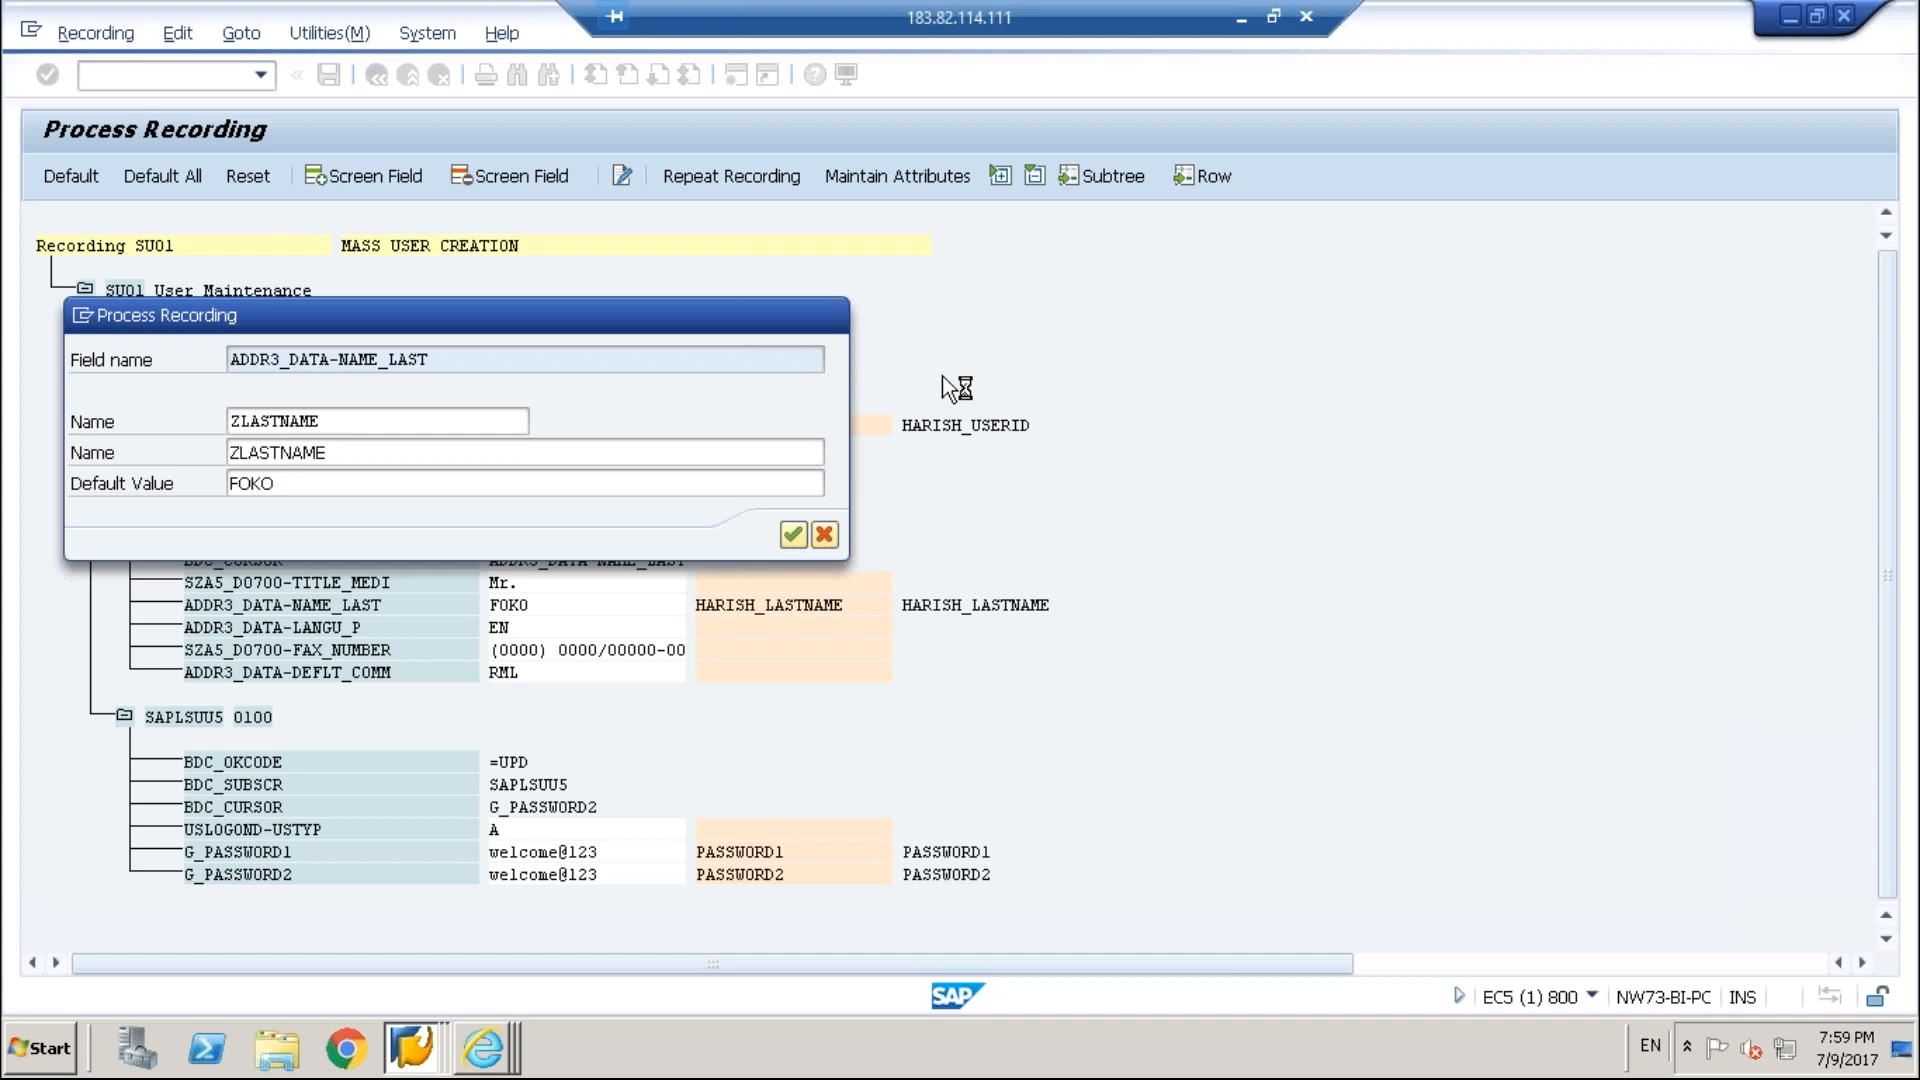 183.82.114.111
Recording Edit Goto Utilities(M) System Help
Process Recording
Default Default All Reset Screen Field Screen Field Repeat Recording Maintain Attributes Subtree Row
Recording SU01 MASS USER CREATION
SU01 User Maintenance
Process Recording
Field name ADDR3_DATA-NAME_LAST
Name ZLASTNAME
HARISH_USERID
Name ZLASTNAME
Default Value FOKO
BDC_CURSOR ADDR3_DATA-NAME_LAST
SZA5_D0700-TITLE_MEDI Mr.
ADDR3_DATA-NAME_LAST FOKO HARISH_LASTNAME HARISH_LASTNAME
ADDR3_DATA-LANGU_P EN
SZA5_D0700-FAX_NUMBER (0000) 0000/00000-00
ADDR3_DATA-DEFLT_COMM RML
SAPLSUU5 0100
BDC_OKCODE =UPD
BDC_SUBSCR SAPLSUU5
BDC_CURSOR G_PASSWORD2
USLOGOND-USTYP A
G_PASSWORD1 welcome@123 PASSWORD1 PASSWORD1
G_PASSWORD2 welcome@123 PASSWORD2 PASSWORD2
SAP EC5 (1) 800 NW73-BI-PC INS
Start EN 7:59 PM
7/9/2017